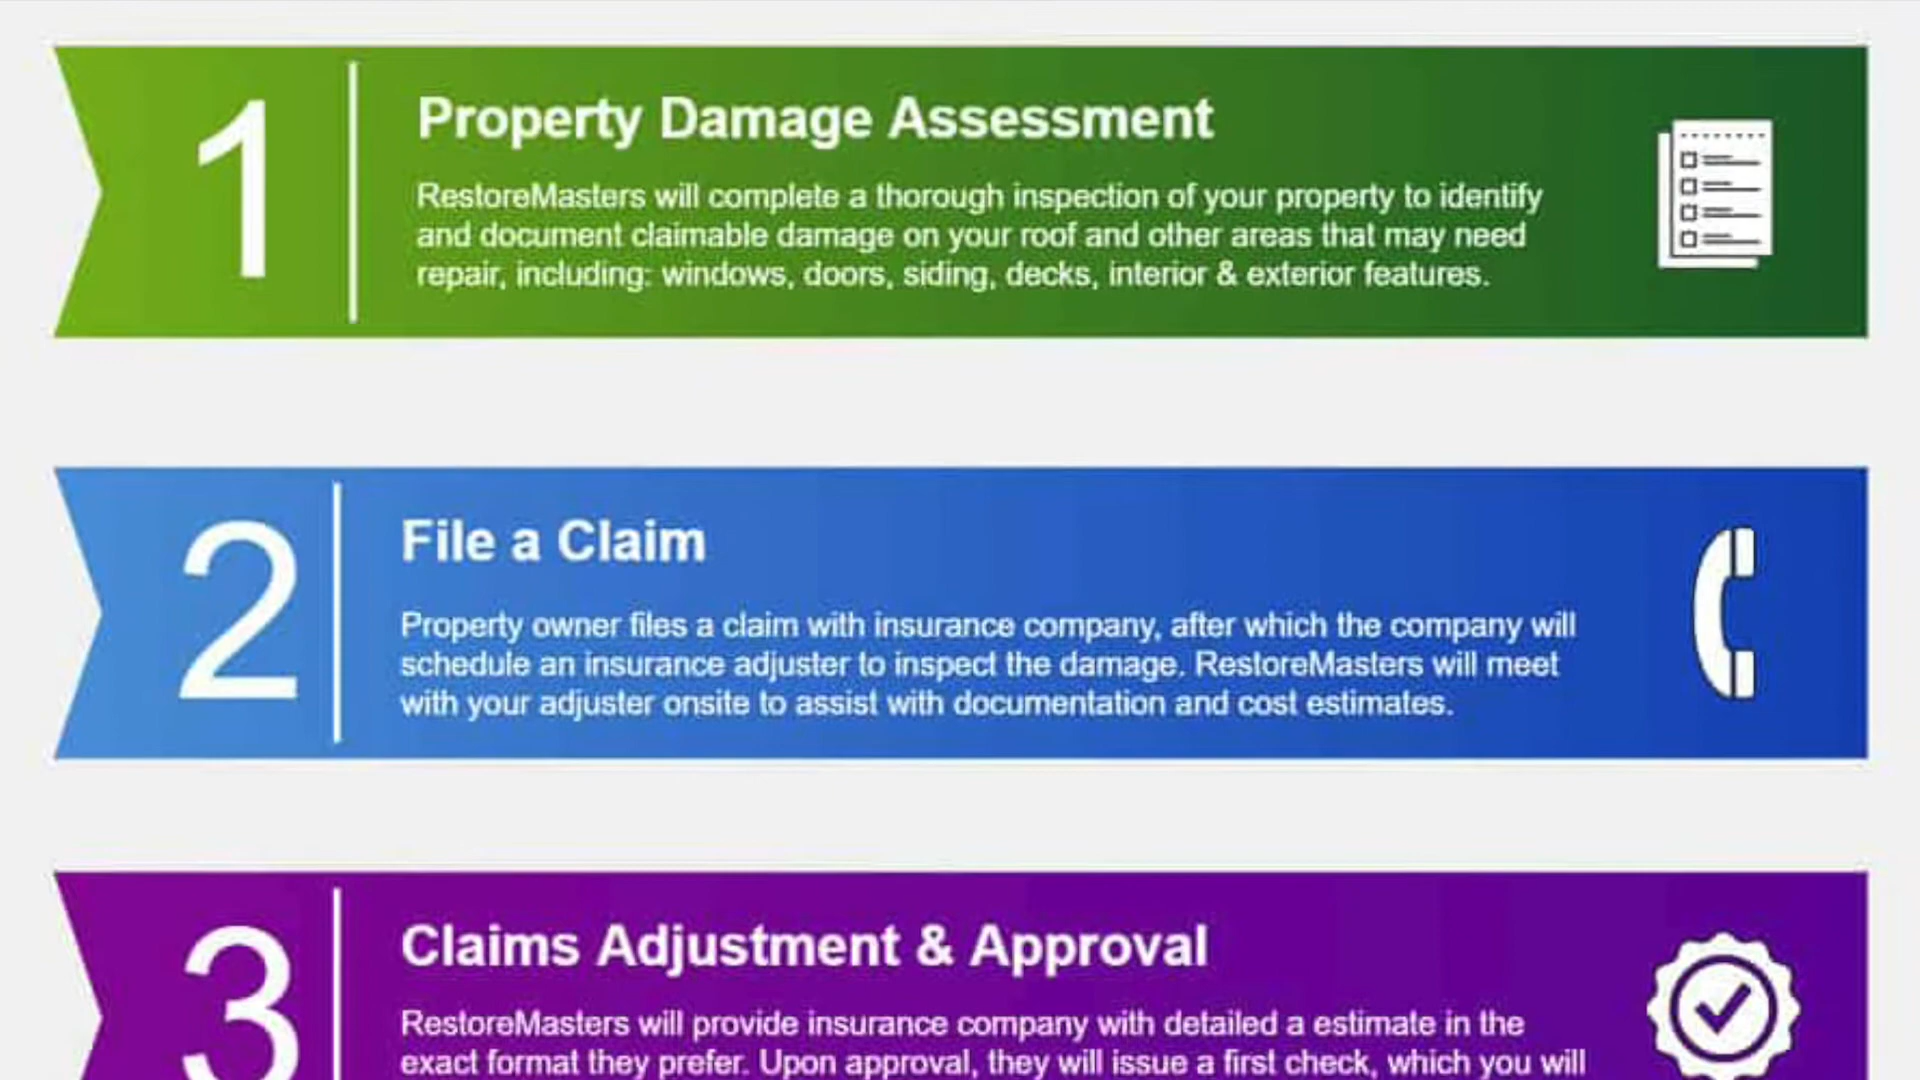 1
Property Damage Assessment
RestoreMasters will complete a thorough inspection of your property to identify
and document claimable damage on your roof and other areas that may need
repair, including: windows, doors, siding, decks, interior & exterior features.
2
File a Claim
Property owner files a claim with insurance company, after which the company will
schedule an insurance adjuster to inspect the damage. RestoreMasters will meet
with your adjuster onsite to assist with documentation and cost estimates.
3
Claims Adjustment & Approval
RestoreMasters will provide insurance company with detailed a estimate in the
exact format they prefer. Upon approval, they will issue a first check, which you will